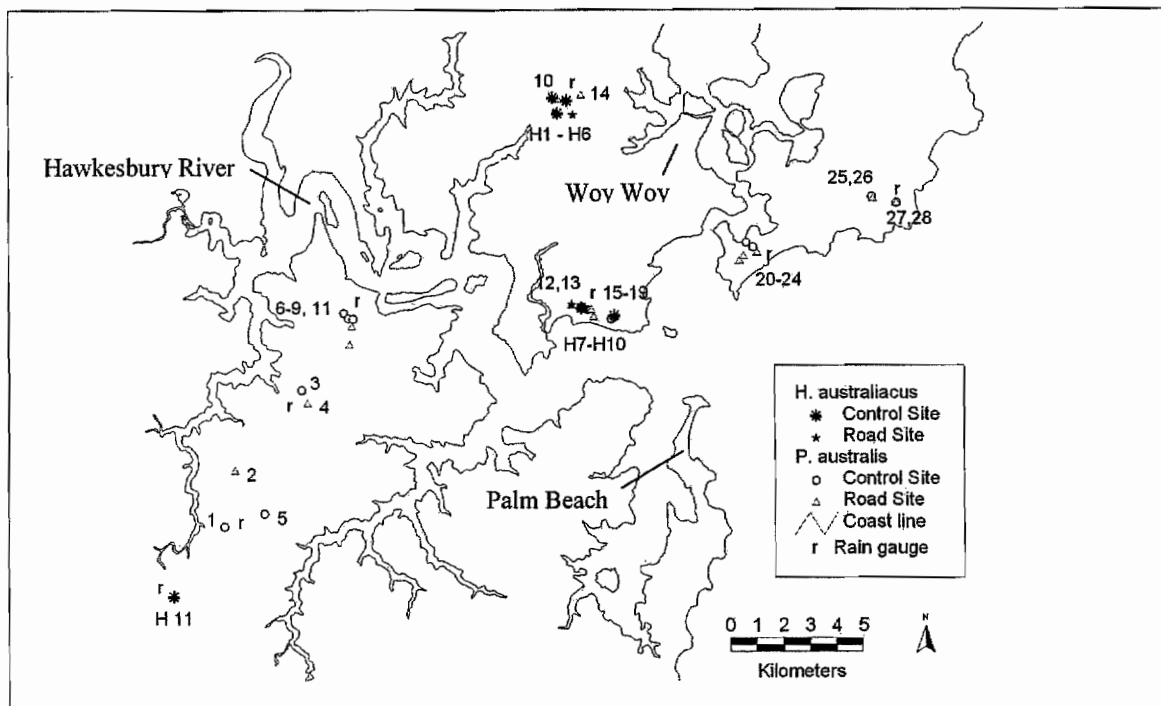 10 r 14
H1 - H6
Hawkesbury River
Woy Woy
25,26
r
27,28
r
20-24
12,13 r 15-19
H7-H10
6-9, 11 r
3
r 4
2
1 r 5
r
H 11
Palm Beach
H. australiacus
Control Site
Road Site
P. australis
Control Site
Road Site
Coast line
r Rain gauge
0 1 2 3 4 5
Kilometers
N